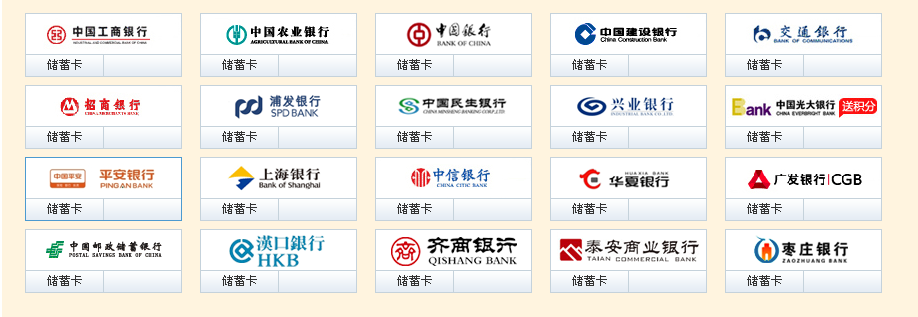 中国工商银行
INDUSTRIAL AND COMMERCIAL BANK OF CHINA
中国农业银行
AGRICULTURAL BANK OF CHINA
中国银行
BANK OF CHINA
中国建设银行
China Construction Bank
交通银行
BANK OF COMMUNICATIONS
储蓄卡
储蓄卡
储蓄卡
储蓄卡
储蓄卡
招商银行
CHINA MERCHANTS BANK
浦发银行
SPD BANK
中国民生银行
CHINA MINSHENG BANKING CORP.,LTD.
兴业银行
INDUSTRIAL BANK CO.,LTD.
Bank
中国光大银行
CHINA EVERBRIGHT BANK
送积分
储蓄卡
储蓄卡
储蓄卡
储蓄卡
储蓄卡
中国平安
平安银行
PING AN BANK
上海银行
Bank of Shanghai
中信银行
CHINA CITIC BANK
HUAXIA BANK
华夏银行
广发银行|CGB
储蓄卡
储蓄卡
储蓄卡
储蓄卡
储蓄卡
中国邮政储蓄银行
POSTAL SAVINGS BANK OF CHINA
漢口銀行
HKB
齐商银行
QISHANG BANK
泰安商业银行
TAIAN COMMERCIAL BANK
枣庄银行
ZAOZHUANG BANK
储蓄卡
储蓄卡
储蓄卡
储蓄卡
储蓄卡